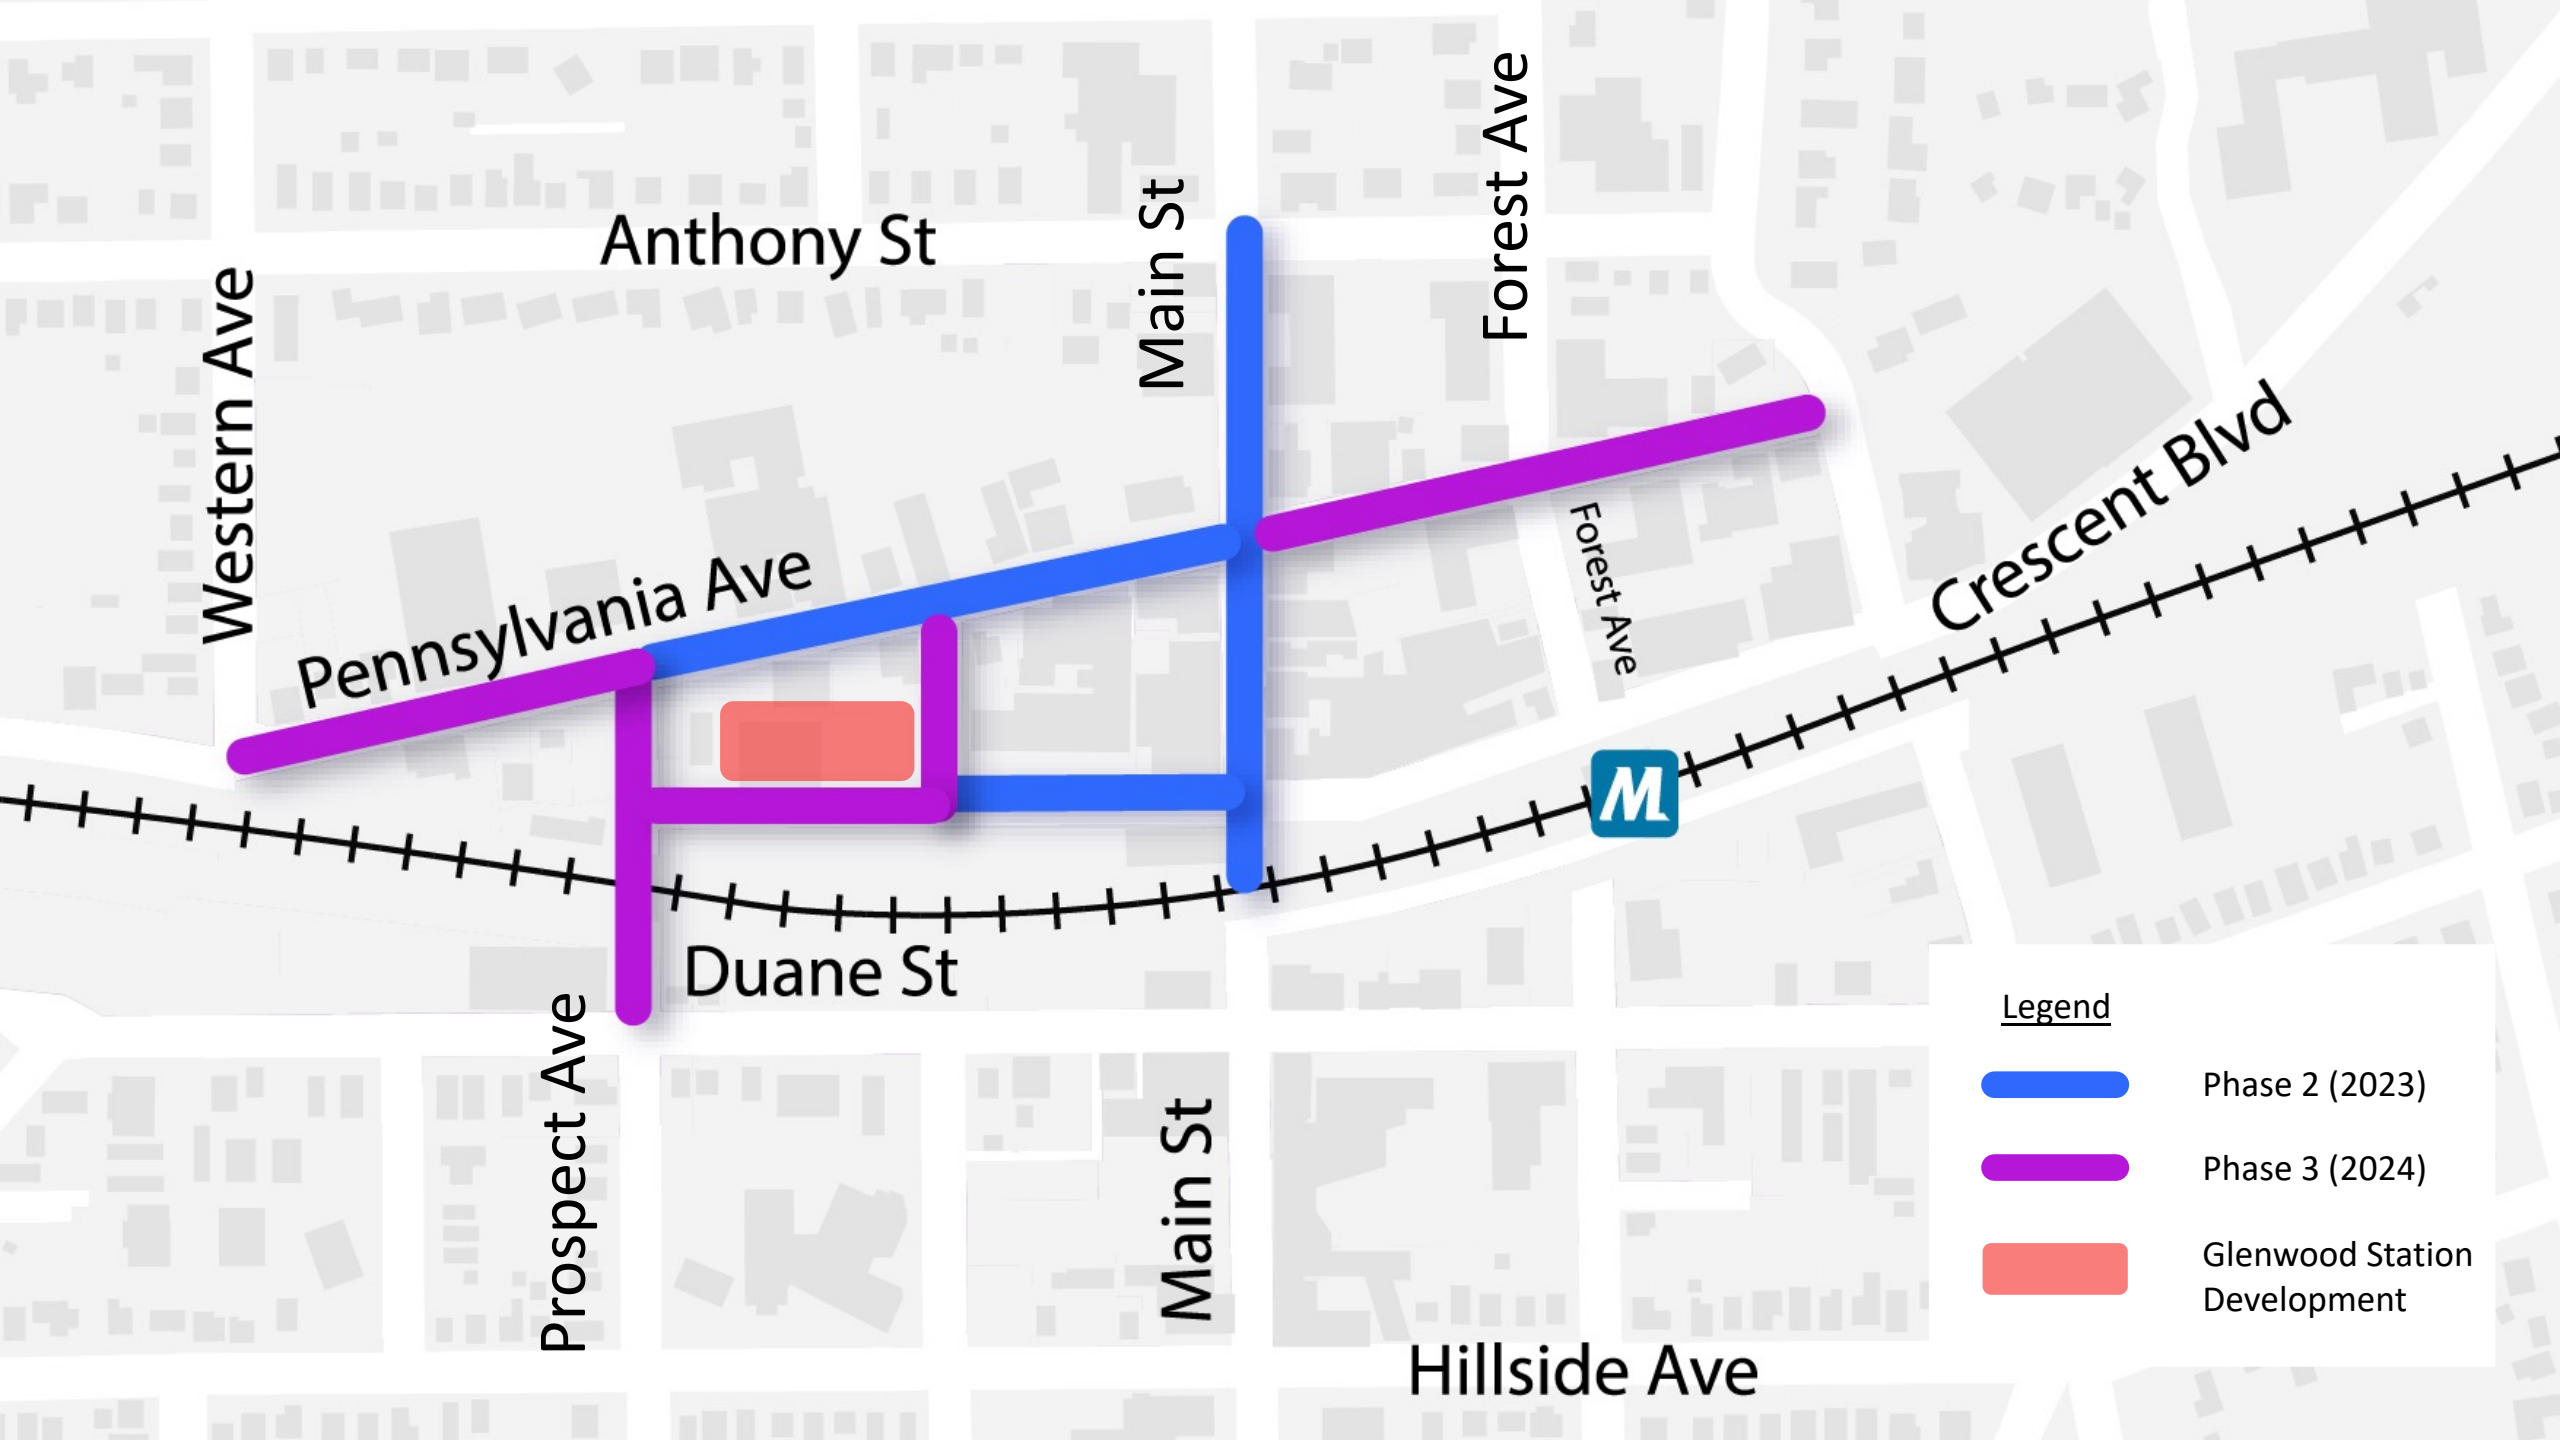 Forest Ave
Anthony St
Main St
Western Ave
Crescent Blvd
Pennsylvania Ave
Forest Ave
M
Duane St
Prospect Ave
Main St
Hillside Ave
Legend
Phase 2 (2023)
Phase 3 (2024)
Glenwood Station
Development